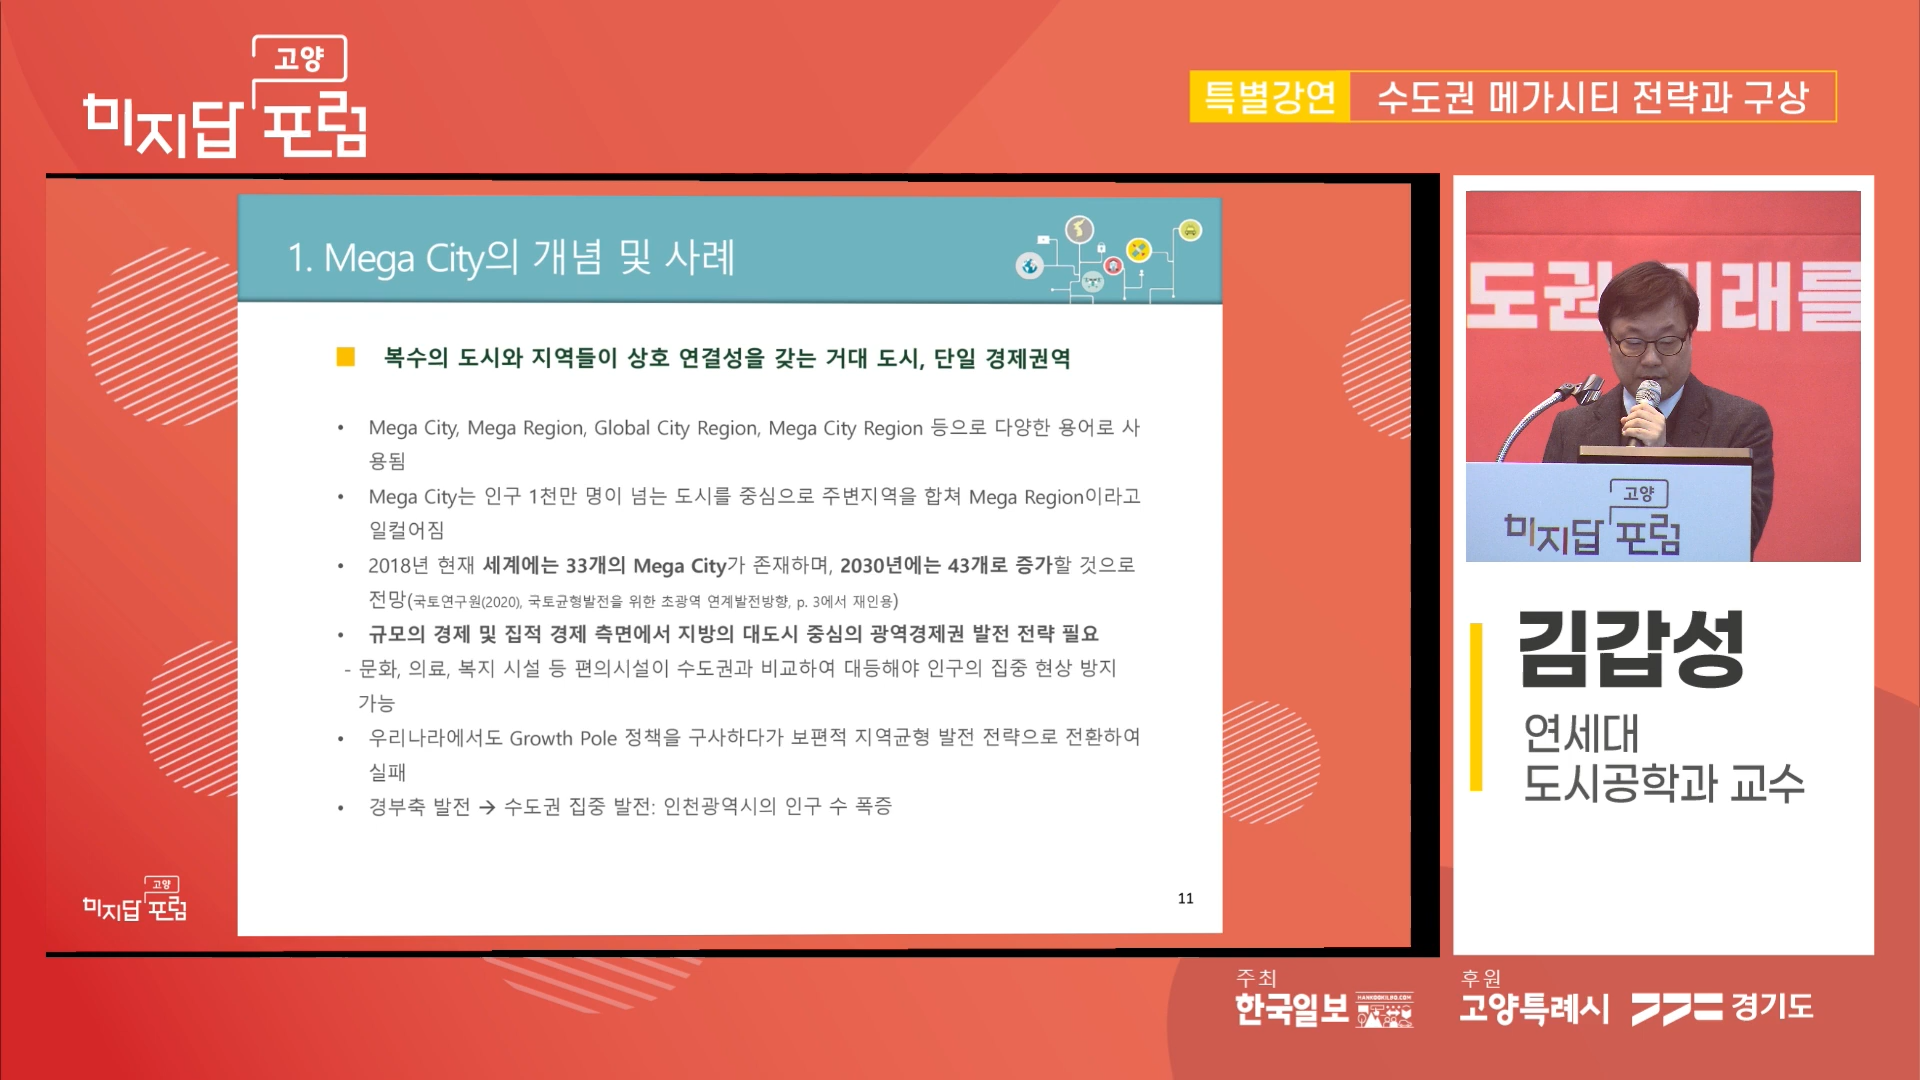 고양
미지답 포럼
특별강연 수도권 메가시티 전략과 구상
1. Mega City의 개념 및 사례
복수의 도시와 지역들이 상호 연결성을 갖는 거대 도시, 단일 경제권역
• Mega City, Mega Region, Global City Region, Mega City Region 등으로 다양한 용어로 사
용됨
• Mega City는 인구 1천만 명이 넘는 도시를 중심으로 주변지역을 합쳐 Mega Region이라고
일컬어짐
• 2018년 현재 세계에는 33개의 Mega City가 존재하며, 2030년에는 43개로 증가할 것으로
전망(국토연구원(2020), 국토균형발전을 위한 초광역 연계발전방향, p. 3에서 재인용)
• 규모의 경제 및 집적 경제 측면에서 지방의 대도시 중심의 광역경제권 발전 전략 필요
- 문화, 의료, 복지 시설 등 편의시설이 수도권과 비교하여 대등해야 인구의 집중 현상 방지
가능
• 우리나라에서도 Growth Pole 정책을 구사하다가 보편적 지역균형 발전 전략으로 전환하여
실패
• 경부축 발전 → 수도권 집중 발전: 인천광역시의 인구 수 폭증
11
고양
미지답 포럼
도권 미래를
고양
미지답 포럼
김갑성
연세대
도시공학과 교수
주최
한국일보
HANKOOKILBO.COM
후원
고양특례시
경기도